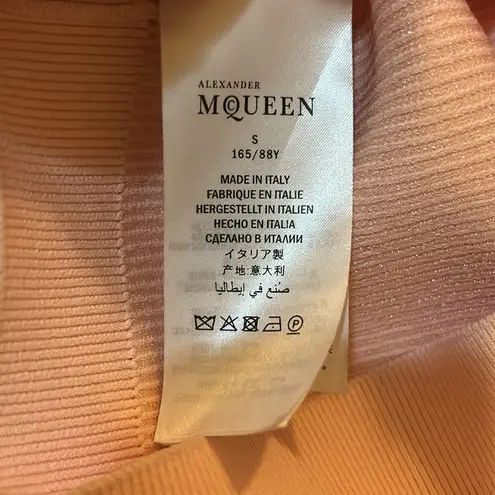 ALEXANDER
McQUEEN
S
165/88Y
MADE IN ITALY
FABRIQUE EN ITALIE
HERGESTELLT IN ITALIEN
HECHO EN ITALIA
СДЕЛАНО В ИТАЛИИ
イタリア製
产地:意大利
صنع في إيطاليا
P